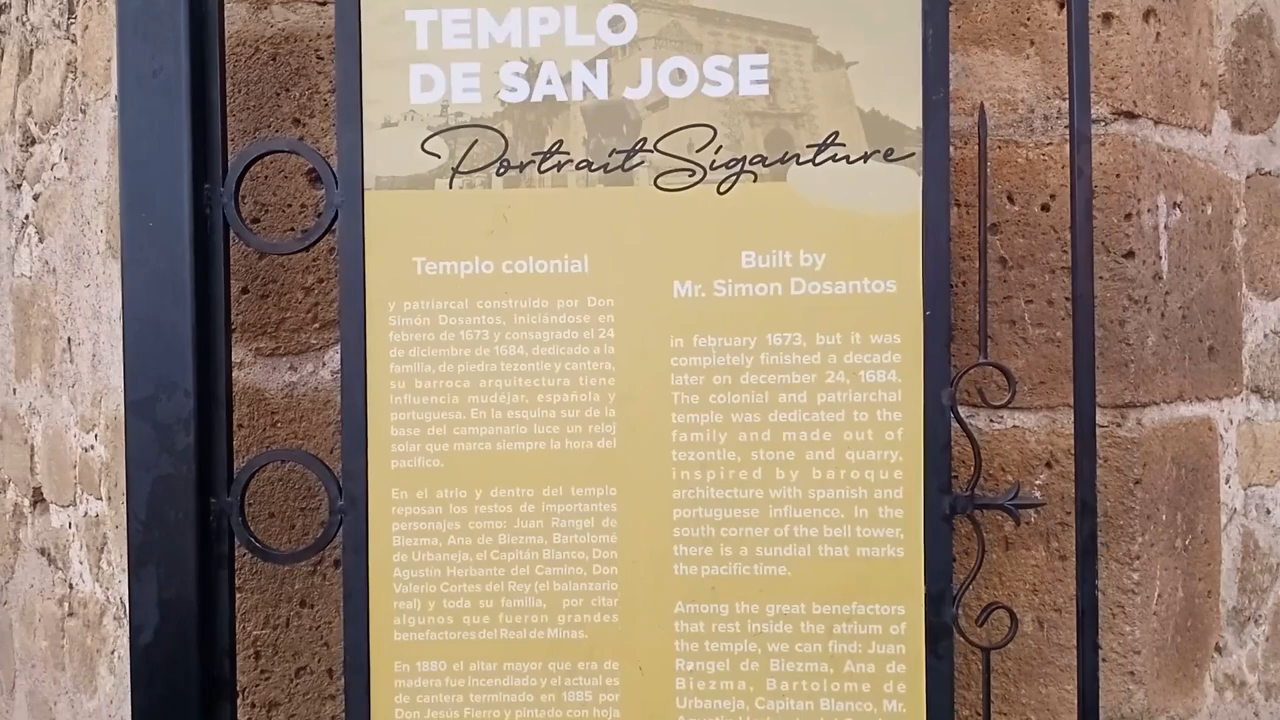 TEMPLO
DE SAN JOSE
Portrait Siganture
Templo colonial
y patriarcal construido por Don
Simón Dosantos, iniciándose en
febrero de 1673 y consagrado el 24
de diciembre de 1684, dedicado a la
familia, de piedra tezontle y cantera,
su barroca arquitectura tiene
influencia mudéjar, española y
portuguesa. En la esquina sur de la
base del campanario luce un reloj
solar que marca siempre la hora del
pacifico.
En el atrio y dentro del templo
reposan los restos de importantes
personajes como: Juan Rangel de
Biezma, Ana de Biezma, Bartolomé
de Urbaneja, el Capitán Blanco, Don
Agustín Herbante del Camino, Don
Valerio Cortes del Rey (el balanzario
real) y toda su familia, por citar
algunos que fueron grandes
benefactores del Real de Minas.
En 1880 el altar mayor que era de
madera fue incendiado y el actual es
de cantera terminado en 1885 por
Don Jesús Fierro y pintado con hoja
Built by
Mr. Simon Dosantos
in february 1673, but it was
completely finished a decade
later on december 24, 1684.
The colonial and patriarchal
temple was dedicated to the
family and made out of
tezontle, stone and quarry,
inspired by baroque
architecture with spanish and
portuguese influence. In the
south corner of the bell tower,
there is a sundial that marks
the pacific time.
Among the great benefactors
that rest inside the atrium of
the temple, we can find: Juan
Rangel de Biezma, Ana de
Biezma, Bartolome de
Urbaneja, Capitan Blanco, Mr.